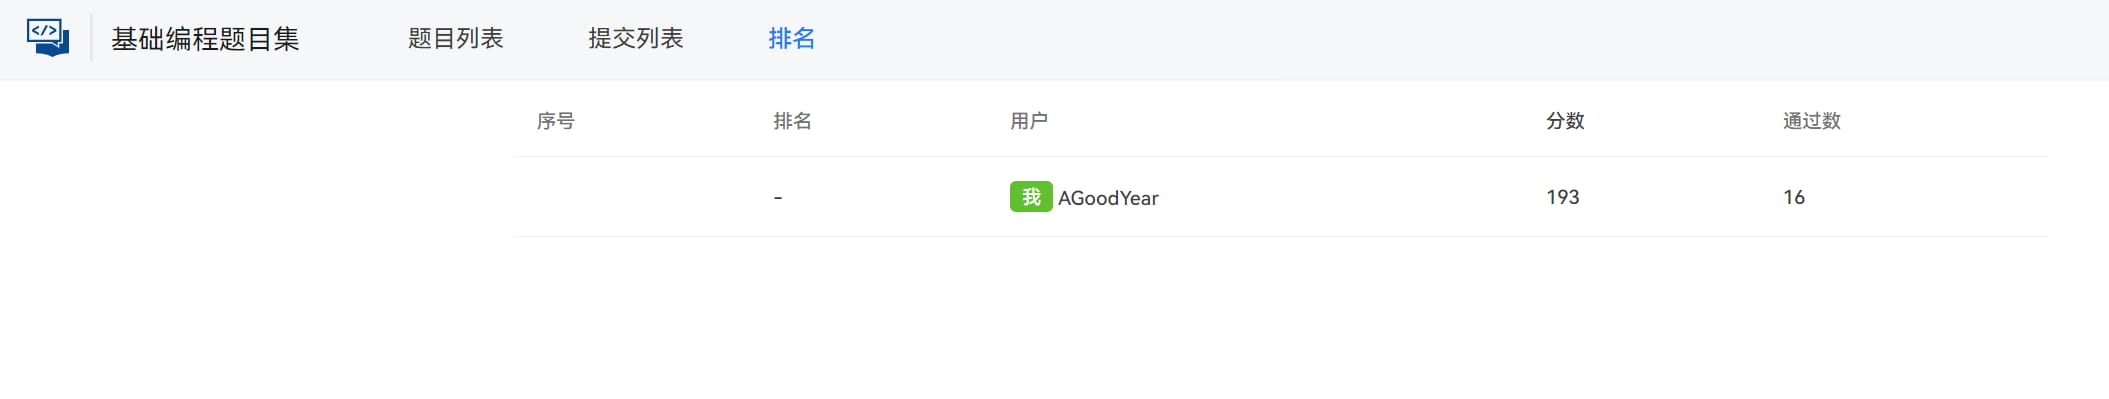 </> 基础编程题目集 题目列表 提交列表 排名
序号 排名 用户 分数 通过数
- 我 AGoodYear 193 16